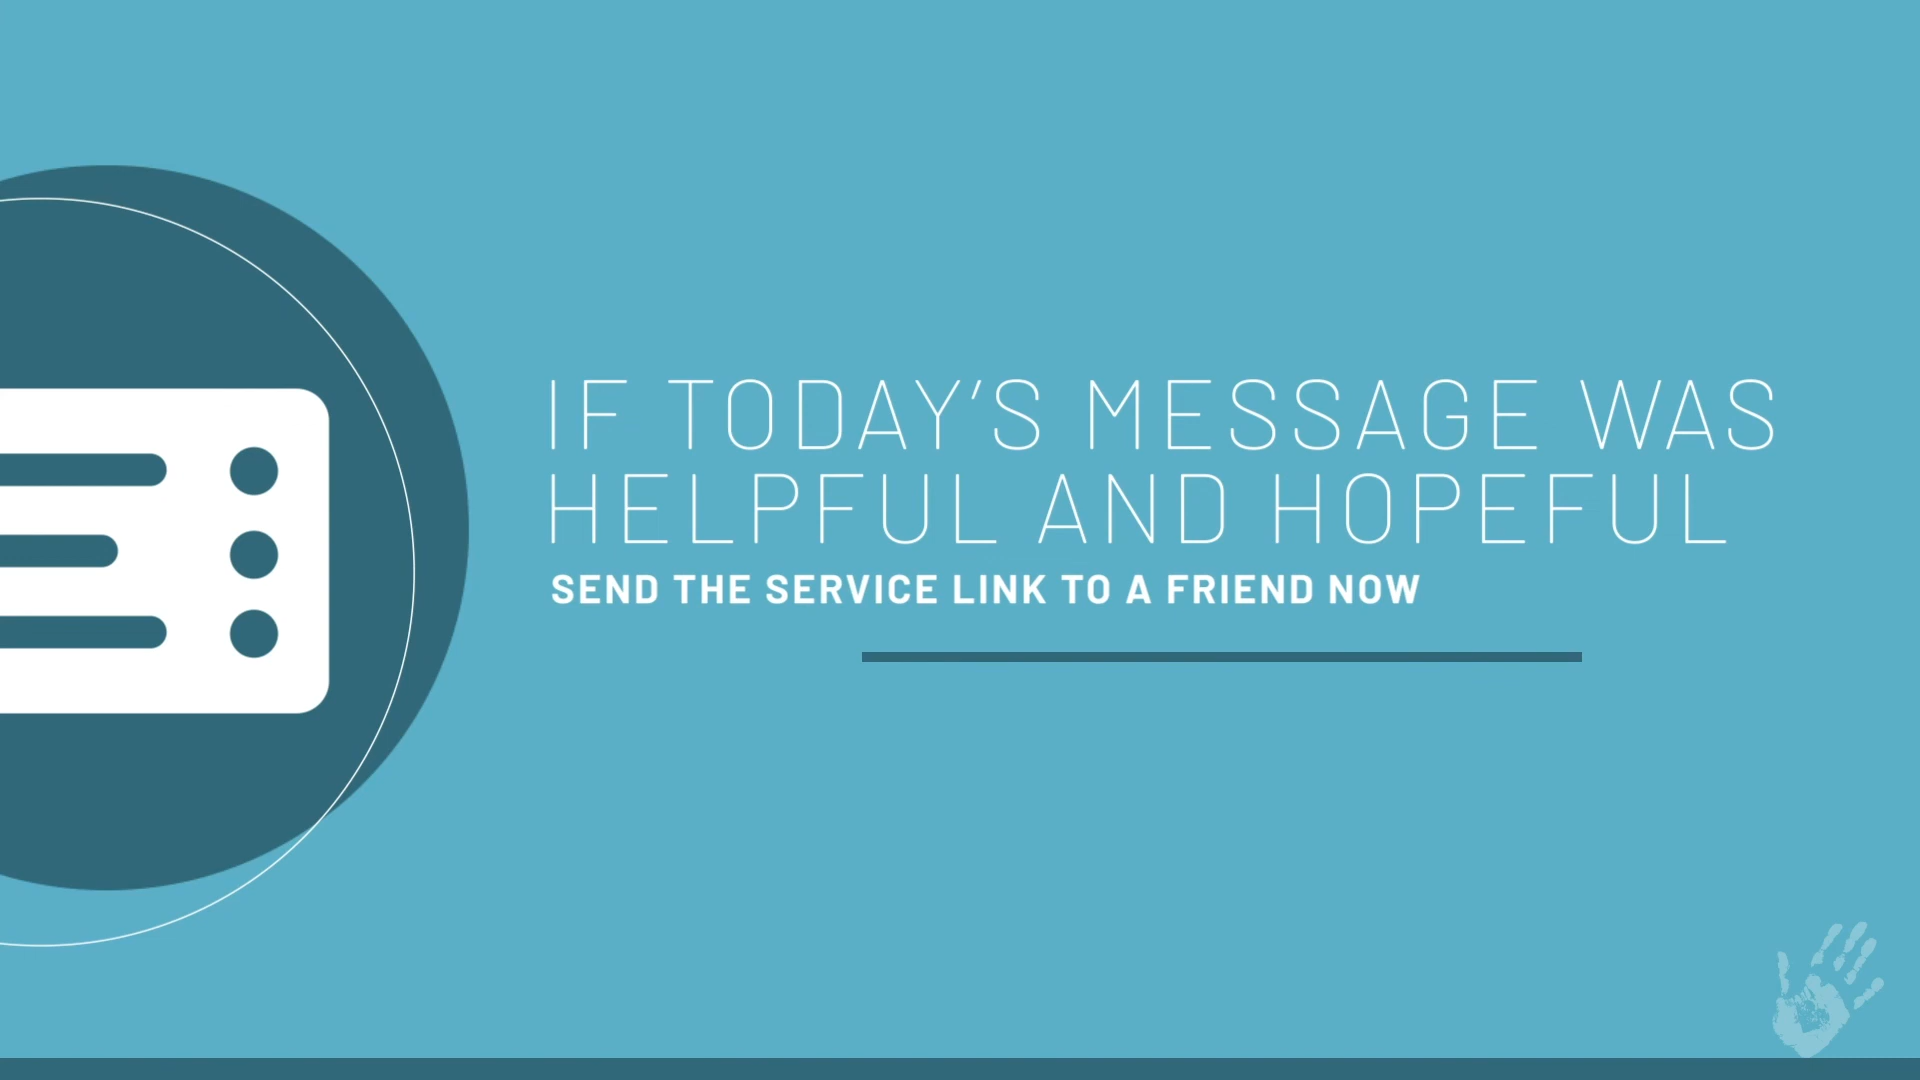 IF TODAY'S MESSAGE WAS
HELPFUL AND HOPEFUL
SEND THE SERVICE LINK TO A FRIEND NOW